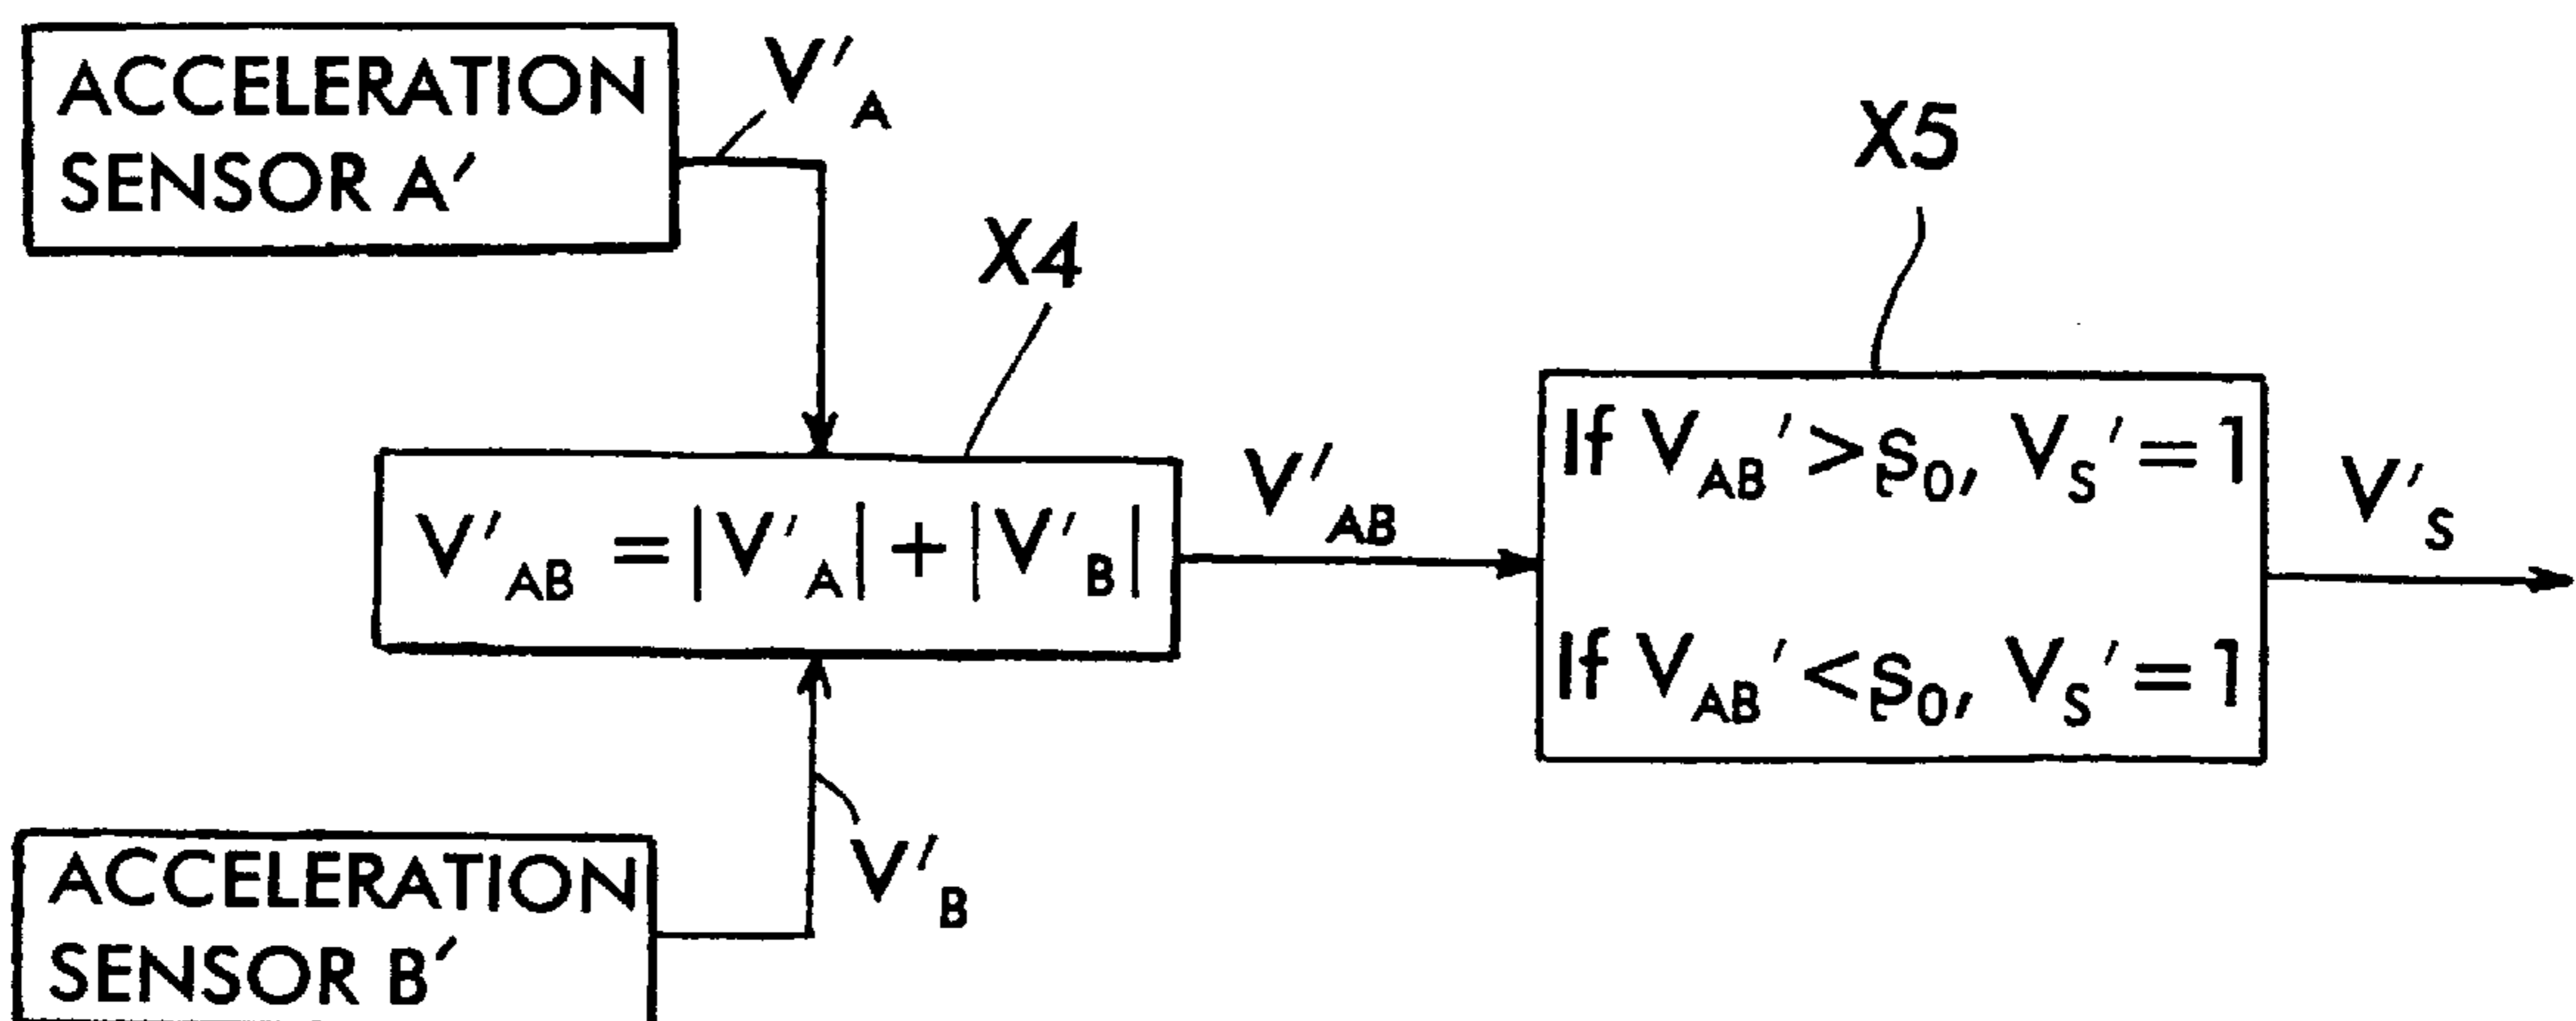 ACCELERATION
SENSOR A′
V′A
X4
X5
V′AB = |V′A| + |V′B|
V′AB
If VAB′ > S0, VS′ = 1
If VAB′ < S0, VS′ = 1
V′S
V′B
ACCELERATION
SENSOR B′